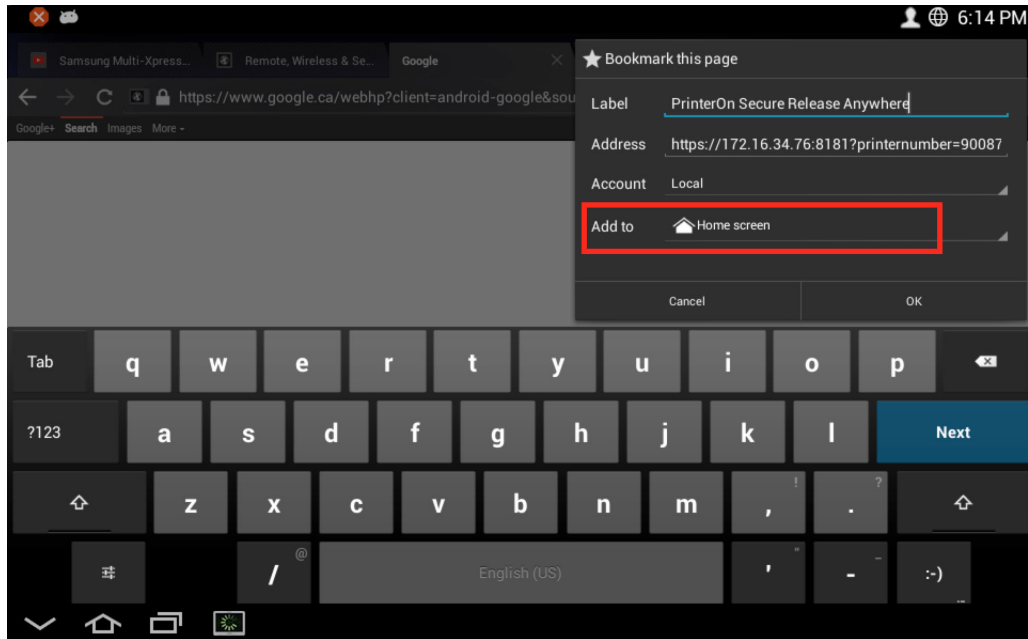 6:14 PM
Samsung Multi-Xpress... Remote, Wireless & Se... Google
https://www.google.ca/webhp?client=android-google&sou
Google+ Search Images More
Bookmark this page
Label PrinterOn Secure Release Anywhere
Address https://172.16.34.76:8181?printernumber=90087
Account Local
Add to Home screen
Cancel OK
Tab q w e r t y u i o p
?123 a s d f g h j k l Next
z x c v b n m , ! . ?
/ @ English (US) ' " - _ :-) ...